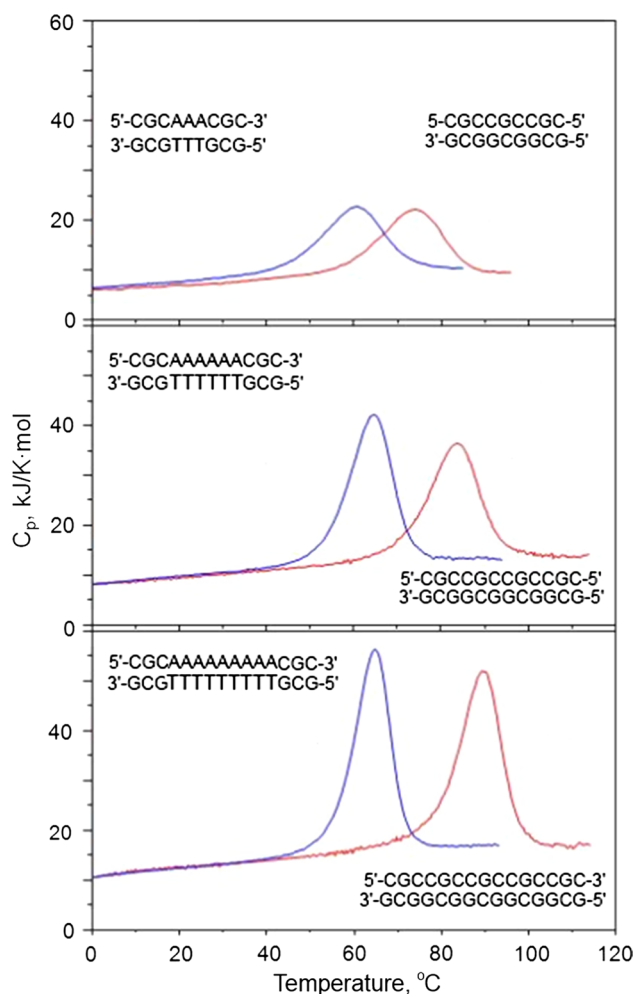 60
40
20
0
5'-CGCAAACGC-3'
3'-GCGTTTGCG-5'
5-CGCCGCCGC-5'
3'-GCGGCGGCG-5'
5'-CGCAAAAAACGC-3'
3'-GCGTTTTTTGCG-5'
40
20
0
5'-CGCCGCCGCCGC-5'
3'-GCGGCGGCGGCG-5'
5'-CGCAAAAAAAAACGC-3'
3'-GCGTTTTTTTTTGCG-5'
40
20
0
5'-CGCCGCCGCCGCCGC-3'
3'-GCGGCGGCGGCGGCG-5'
Cp, kJ/K·mol
0 20 40 60 80 100 120
Temperature, °C